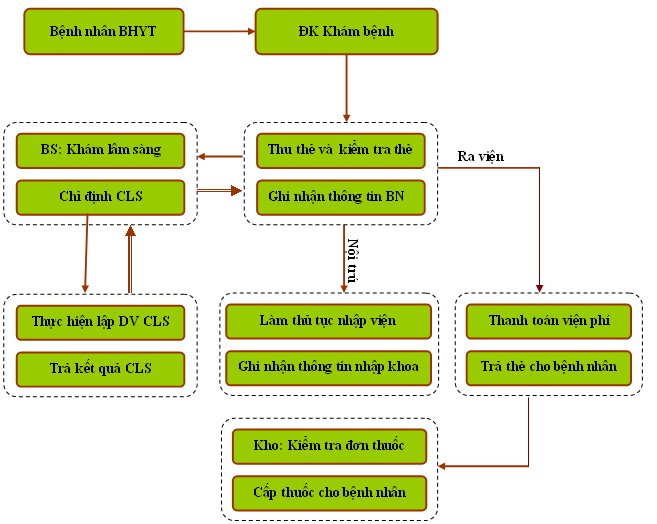 Bệnh nhân BHYT
ĐK Khám bệnh
BS: Khám lâm sàng
Chỉ định CLS
Thu thẻ và kiểm tra thẻ
Ghi nhận thông tin BN
Ra viện
Nội trú
Thực hiện lập DV CLS
Trả kết quả CLS
Làm thủ tục nhập viện
Ghi nhận thông tin nhập khoa
Thanh toán viện phí
Trả thẻ cho bệnh nhân
Kho: Kiểm tra đơn thuốc
Cấp thuốc cho bệnh nhân